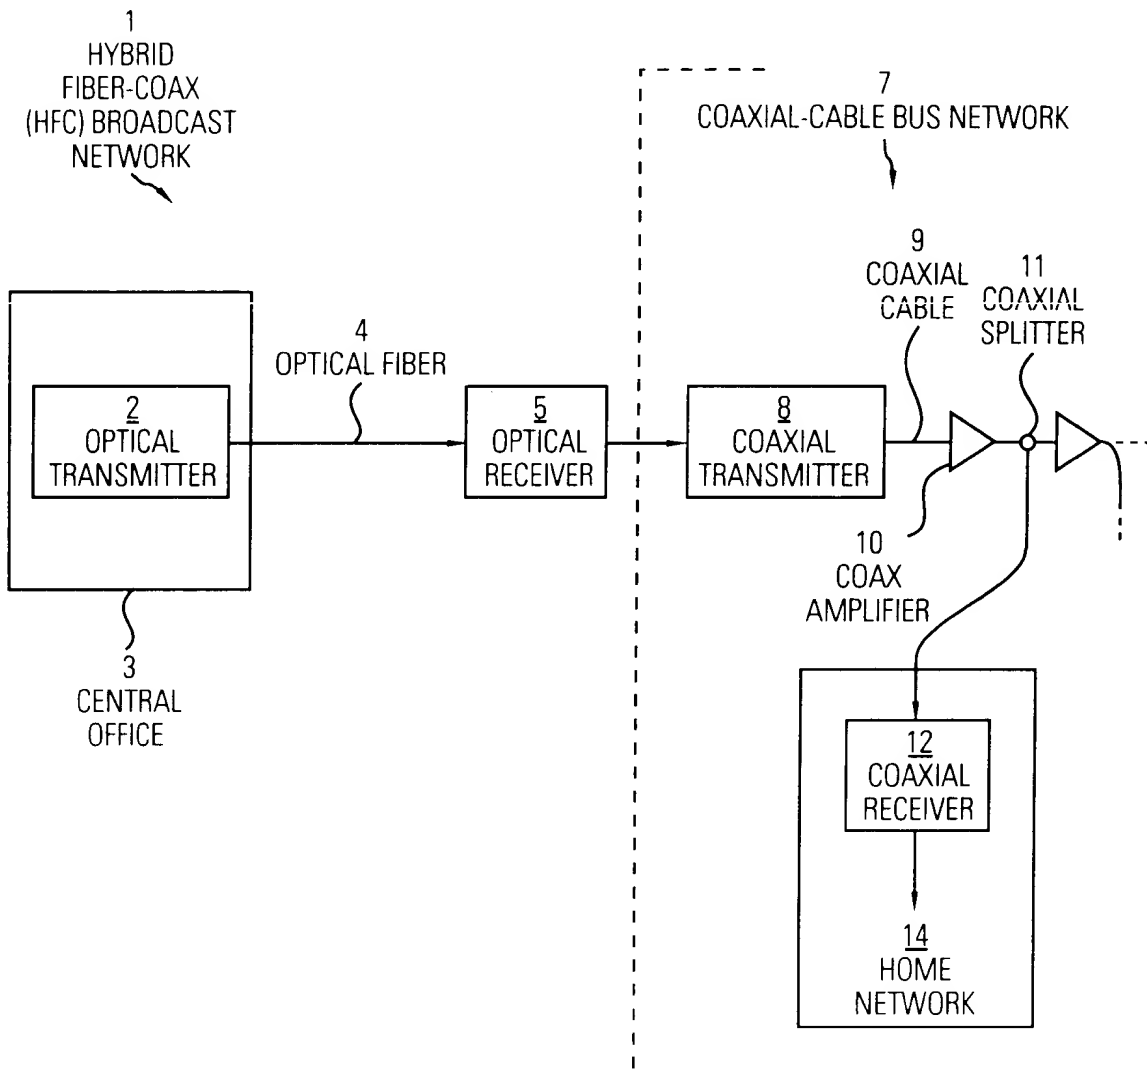 1
HYBRID
FIBER-COAX
(HFC) BROADCAST
NETWORK
7
COAXIAL-CABLE BUS NETWORK
9
COAXIAL
CABLE
11
COAXIAL
SPLITTER
4
OPTICAL FIBER
2
OPTICAL
TRANSMITTER
5
OPTICAL
RECEIVER
8
COAXIAL
TRANSMITTER
10
COAX
AMPLIFIER
3
CENTRAL
OFFICE
12
COAXIAL
RECEIVER
14
HOME
NETWORK